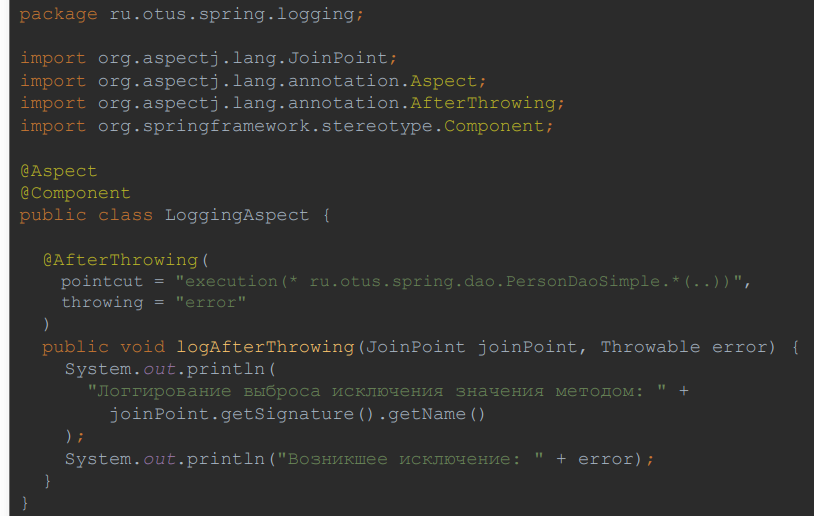 package ru.otus.spring.logging;
import org.aspectj.lang.JoinPoint;
import org.aspectj.lang.annotation.Aspect;
import org.aspectj.lang.annotation.AfterThrowing;
import org.springframework.stereotype.Component;
@Aspect
@Component
public class LoggingAspect {
@AfterThrowing(
pointcut = "execution(* ru.otus.spring.dao.PersonDaoSimple.*(..))",
throwing = "error"
)
public void logAfterThrowing(JoinPoint joinPoint, Throwable error) {
System.out.println(
"Логгирование выброса исключения значения методом: " +
joinPoint.getSignature().getName()
);
System.out.println("Возникшее исключение: " + error);
}
}